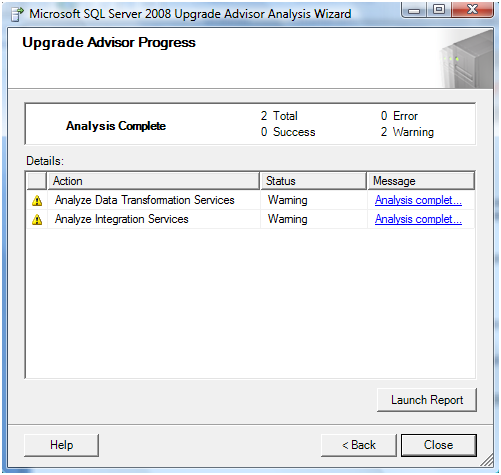 Microsoft SQL Server 2008 Upgrade Advisor Analysis Wizard
Upgrade Advisor Progress
Analysis Complete
2 Total 0 Error
0 Success 2 Warning
Details:
Action Status Message
Analyze Data Transformation Services Warning Analysis complet...
Analyze Integration Services Warning Analysis complet...
Launch Report
Help < Back Close